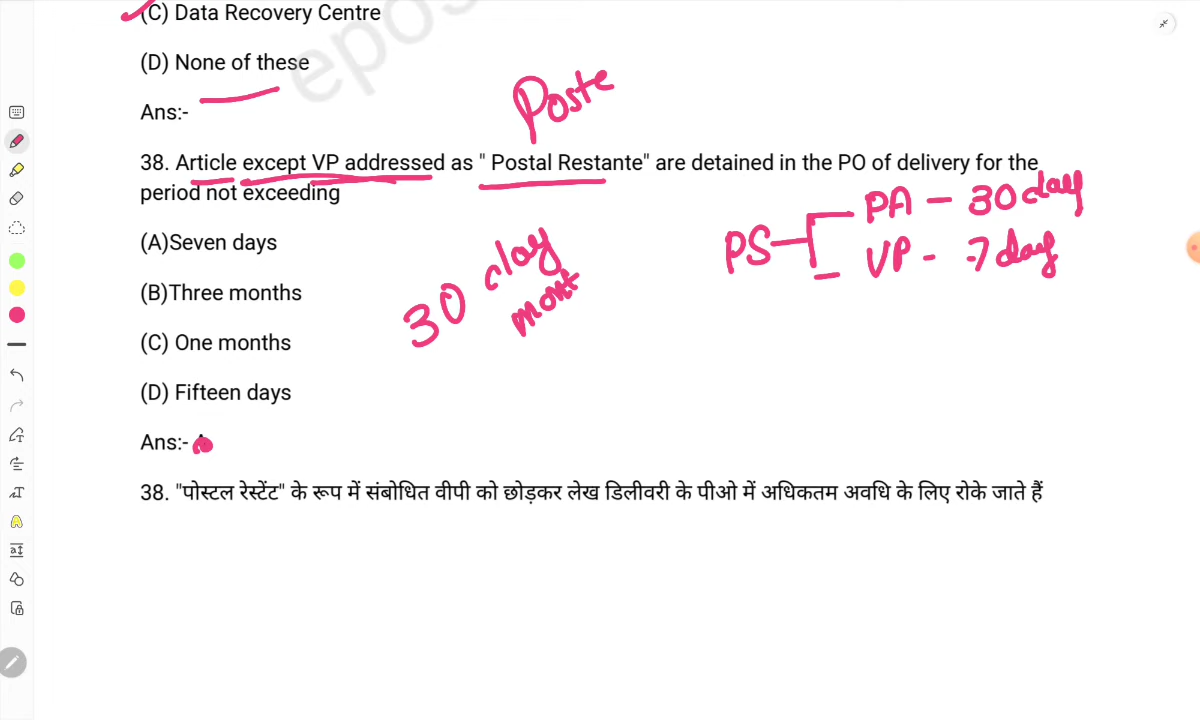 (C) Data Recovery Centre
(D) None of these
epos
Ans:-
Poste
38. Article except VP addressed as " Postal Restante" are detained in the PO of delivery for the
period not exceeding
PA - 30 day
PS
VP - 7 day
(A)Seven days
30 day
mont
(B)Three months
(C) One months
(D) Fifteen days
Ans:-
38. "पोस्टल रेस्टेंट" के रूप में संबोधित वीपी को छोड़कर लेख डिलीवरी के पीओ में अधिकतम अवधि के लिए रोके जाते हैं